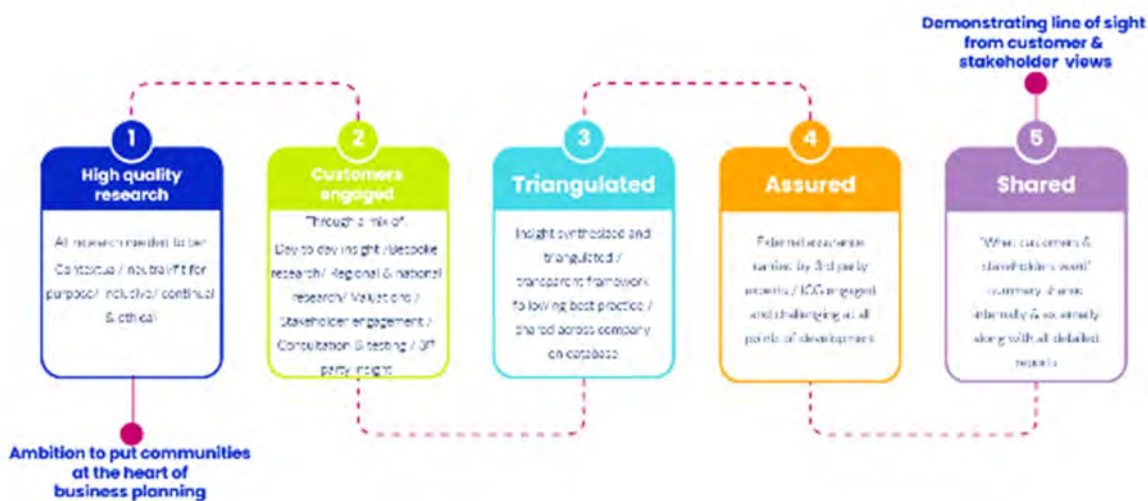 Demonstrating line of sight
from customer &
stakeholder views
1
High quality
research
All research needed to be:
Contextual / neutral/fit for
purpose/ inclusive/ continual
& ethical
2
Customers
engaged
Through a mix of:
Day to day insight /Bespoke
research/ Regional & national
research/ Valuations /
Stakeholder engagement /
Consultation & testing /
party insight
3
Triangulated
Insight synthesized and
triangulated /
transparent framework
following best practice /
shared across company
on database
4
Assured
External assurance
carried by 3rd party
experts / ICG engaged
and challenging at all
points of development
5
Shared
'What customers &
stakeholders want'
summary shared
internally & externally
along with all detailed
reports
Ambition to put communities
at the heart of
business planning